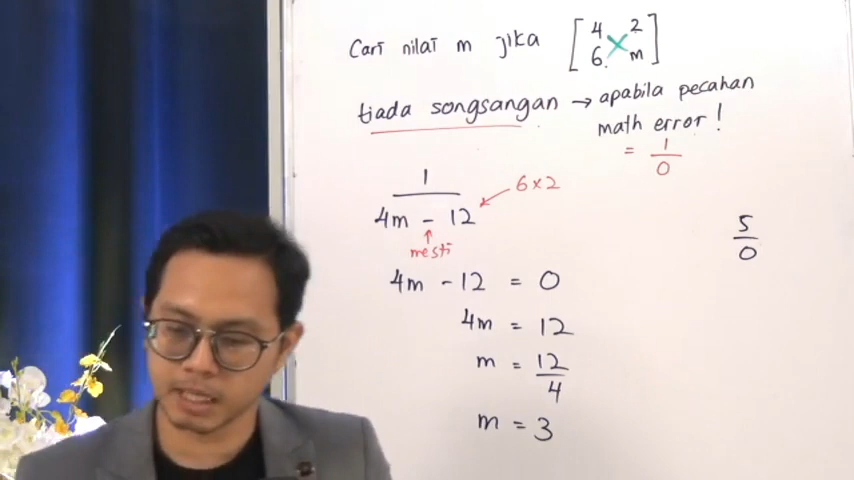 Cari nilai m jika [4 2
6 m]
tiada songsangan → apabila pecahan
math error!
= 1/0
1
4m - 12 ← 6×2
↑
mesti
5/0
4m - 12 = 0
4m = 12
m = 12/4
m = 3